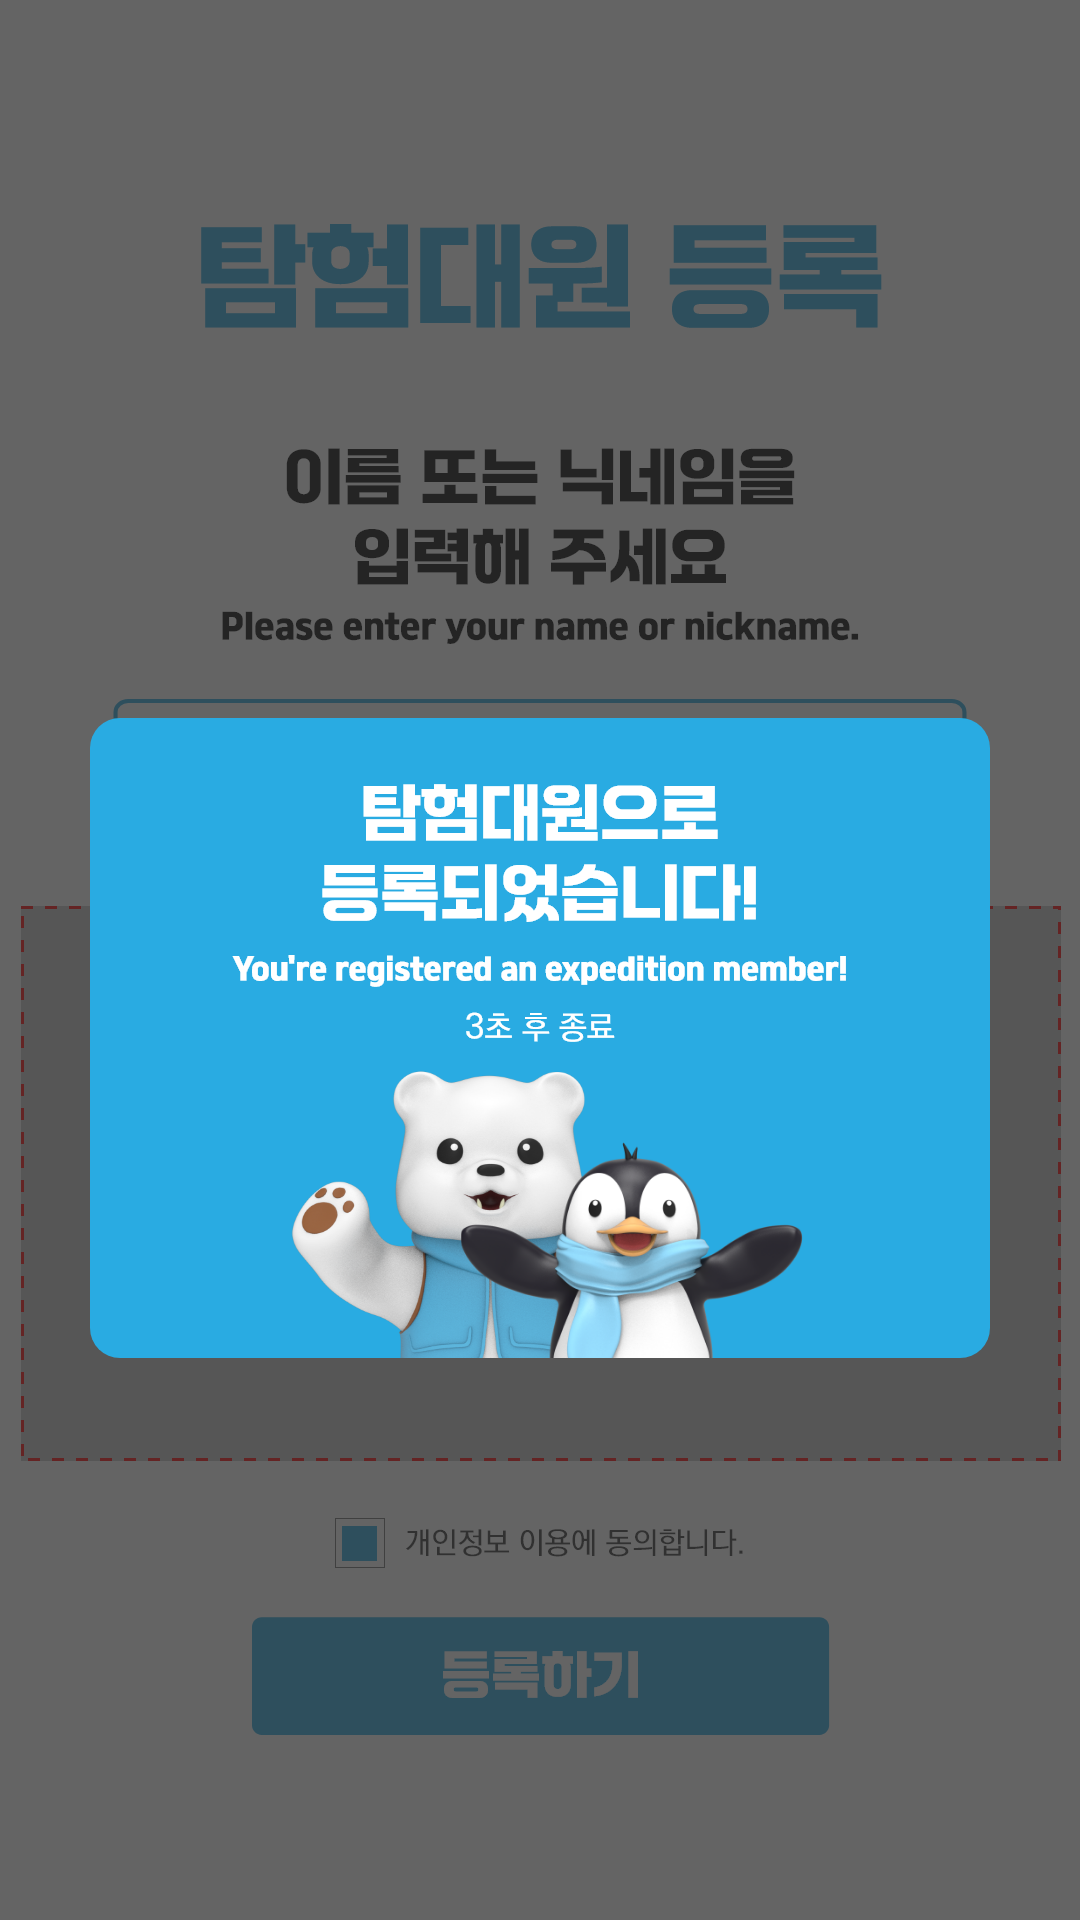 탐험대원 등록
이름 또는 닉네임을
입력해 주세요
Please enter your name or nickname.
탐험대원으로
등록되었습니다!
You're registered an expedition member!
3초 후 종료
개인정보 이용에 동의합니다.
등록하기